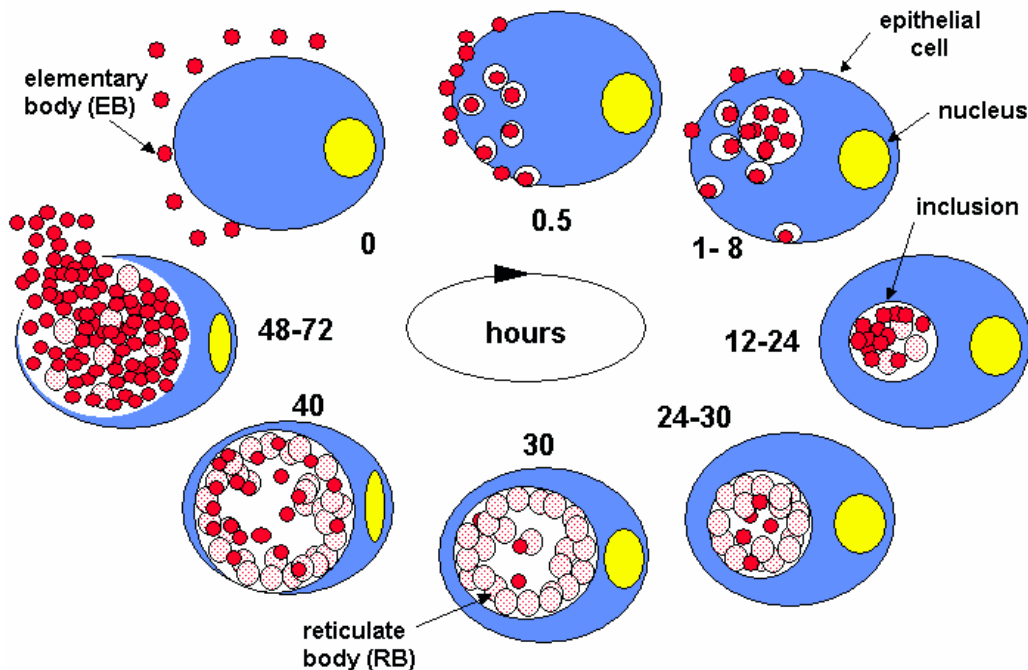 elementary
body (EB)
epithelial
cell
nucleus
0
0.5
1- 8
inclusion
48-72
hours
12-24
40
30
24-30
reticulate
body (RB)